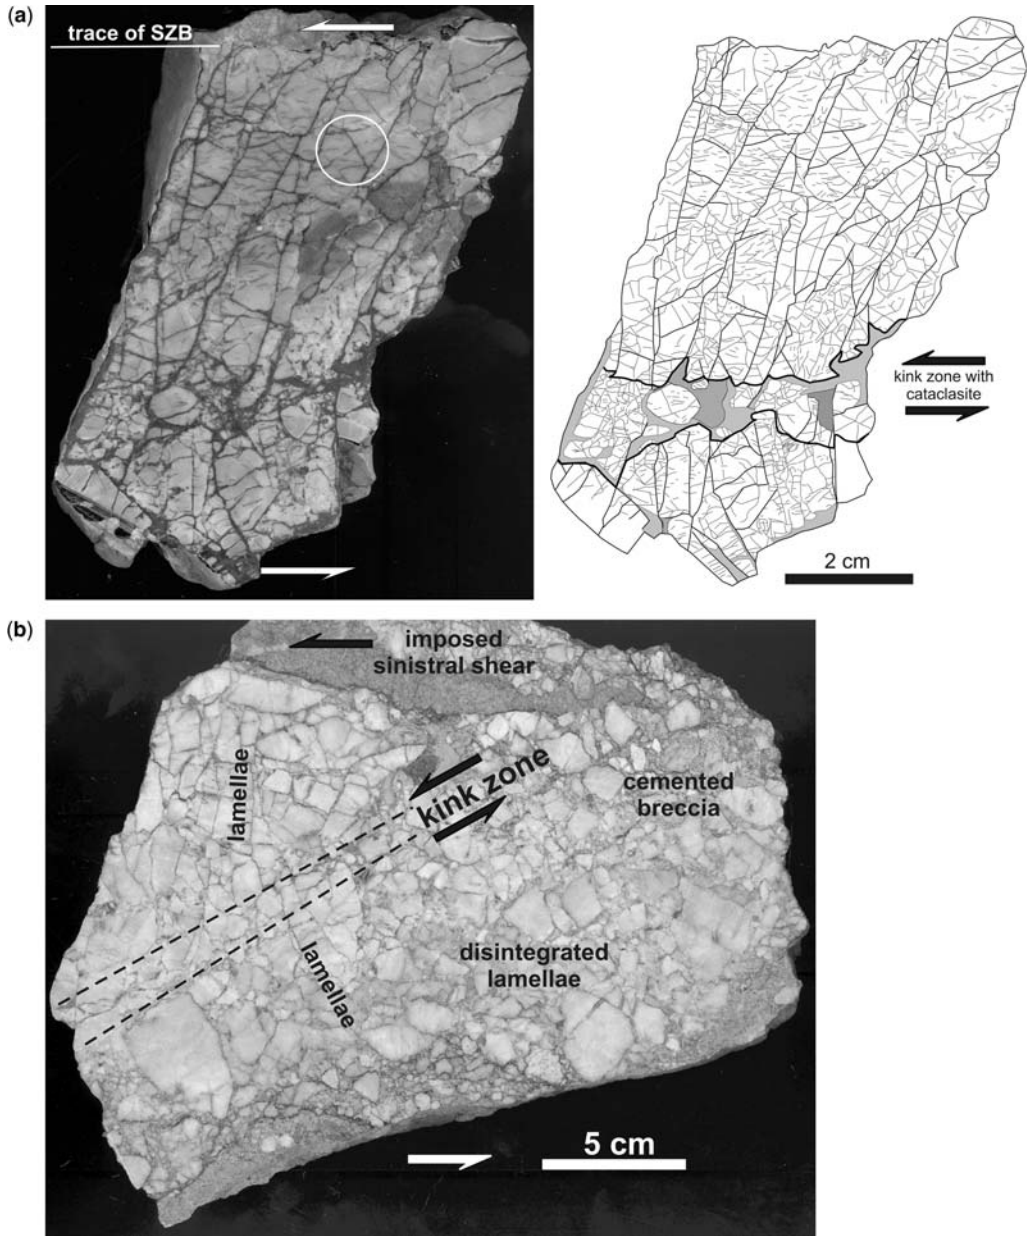 (a)
trace of SZB
kink zone with
cataclasite
2 cm
(b)
imposed
sinistral shear
lamellae
kink zone
cemented
breccia
lamellae
disintegrated
lamellae
5 cm